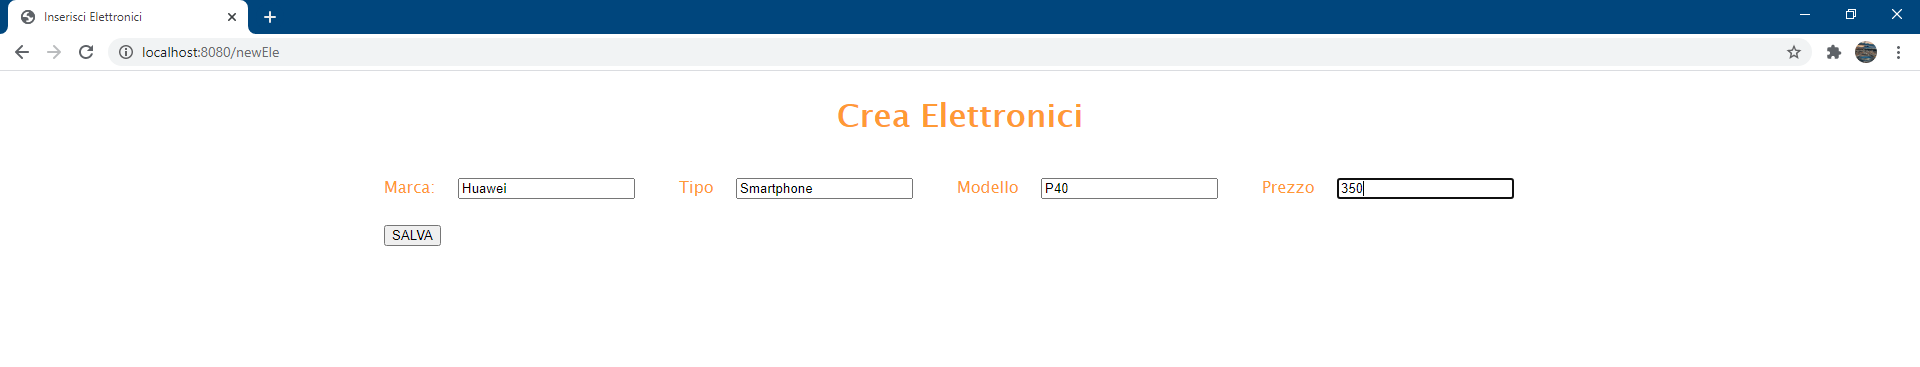 Inserisci Elettronici
localhost:8080/newEle
Crea Elettronici
Marca: Huawei Tipo Smartphone Modello P40 Prezzo 350
SALVA